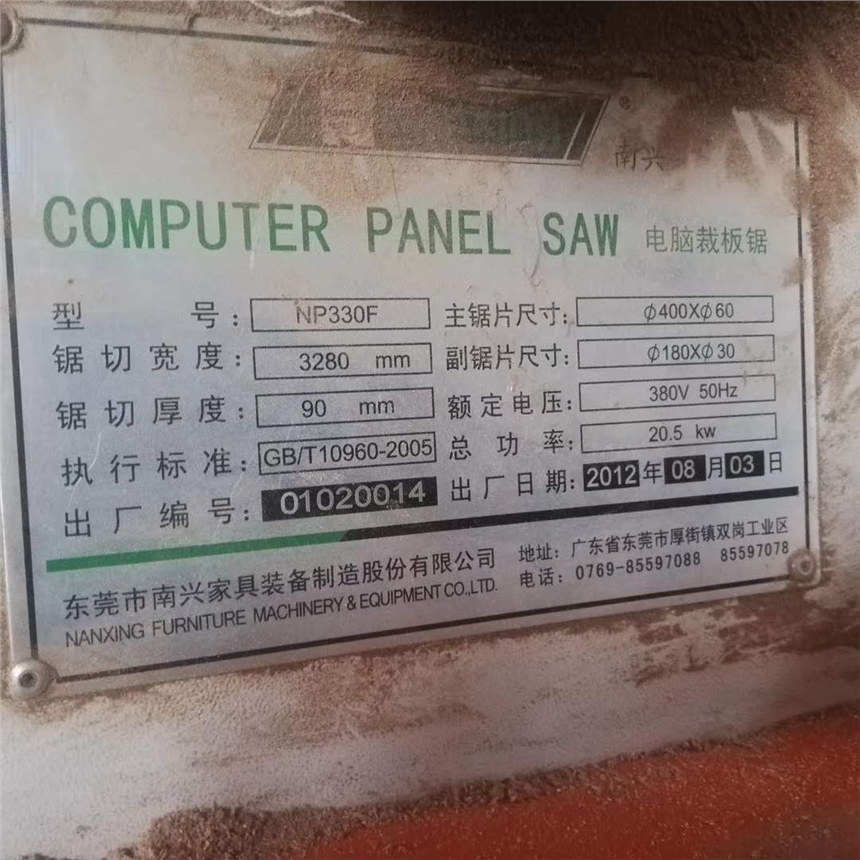 ® 南兴
COMPUTER PANEL SAW 电脑裁板锯
型号: NP330F 主锯片尺寸: φ400Xφ60
锯切宽度: 3280 mm 副锯片尺寸: φ180Xφ30
锯切厚度: 90 mm 额定电压: 380V 50Hz
执行标准: GB/T10960-2005 总功率: 20.5 kw
出厂编号: 01020014 出厂日期: 2012年08月03日
东莞市南兴家具装备制造股份有限公司 地址: 广东省东莞市厚街镇双岗工业区
NANXING FURNITURE MACHINERY & EQUIPMENT CO.,LTD. 电话: 0769-85597088 85597078